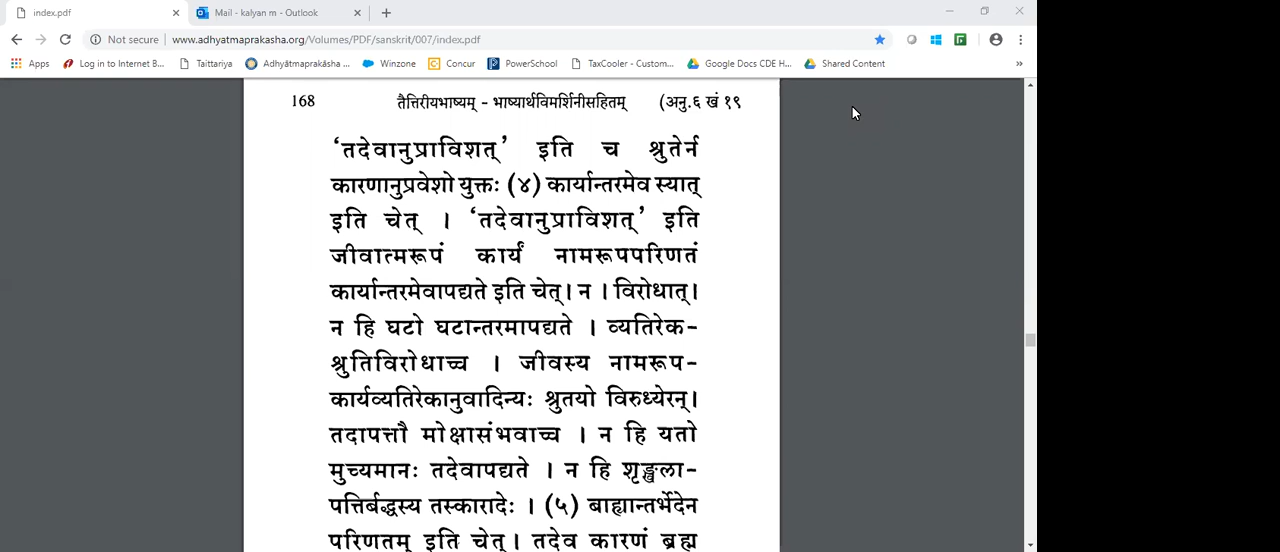 index.pdf
Mail - kalyan m - Outlook
Not secure | www.adhyatmaprakasha.org/Volumes/PDF/sanskrit/007/index.pdf
Apps Log in to Internet B... Taittariya Adhyâtmaprakâsha ... Winzone Concur PowerSchool TaxCooler - Custom... Google Docs CDE H... Shared Content »
168 तैत्तिरीयभाष्यम् - भाष्यार्थविमर्शिनीसहितम् (अनु.६ खं १९
‘तदेवानुप्राविशत्’ इति च श्रुतेर्न
कारणानुप्रवेशो युक्तः (४) कार्यान्तरमेव स्यात्
इति चेत् । ‘तदेवानुप्राविशत्’ इति
जीवात्मरूपं कार्यं नामरूपपरिणतं
कार्यान्तरमेवापद्यते इति चेत्। न । विरोधात्।
न हि घटो घटान्तरमापद्यते । व्यतिरेक-
श्रुतिविरोधाच्च । जीवस्य नामरूप-
कार्यव्यतिरेकानुवादिन्यः श्रुतयो विरुध्येरन्।
तदापत्तौ मोक्षासंभवाच्च । न हि यतो
मुच्यमानः तदेवापद्यते । न हि शृङ्खला-
पत्तिर्बद्धस्य तस्कारादेः । (५) बाह्यान्तर्भेदेन
परिणतम् इति चेत्। तदेव कारणं ब्रह्म